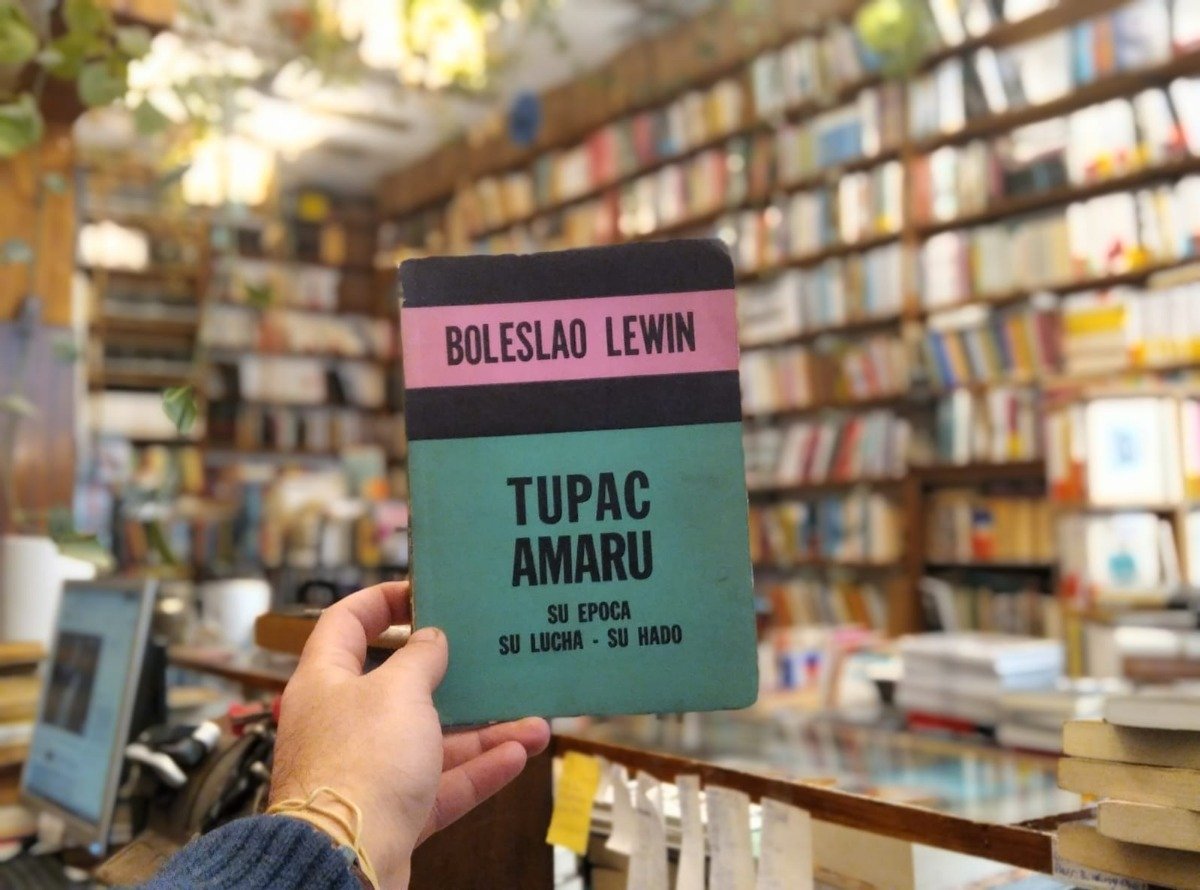 BOLESLAO LEWIN
TUPAC
AMARU
SU EPOCA
SU LUCHA - SU HADO